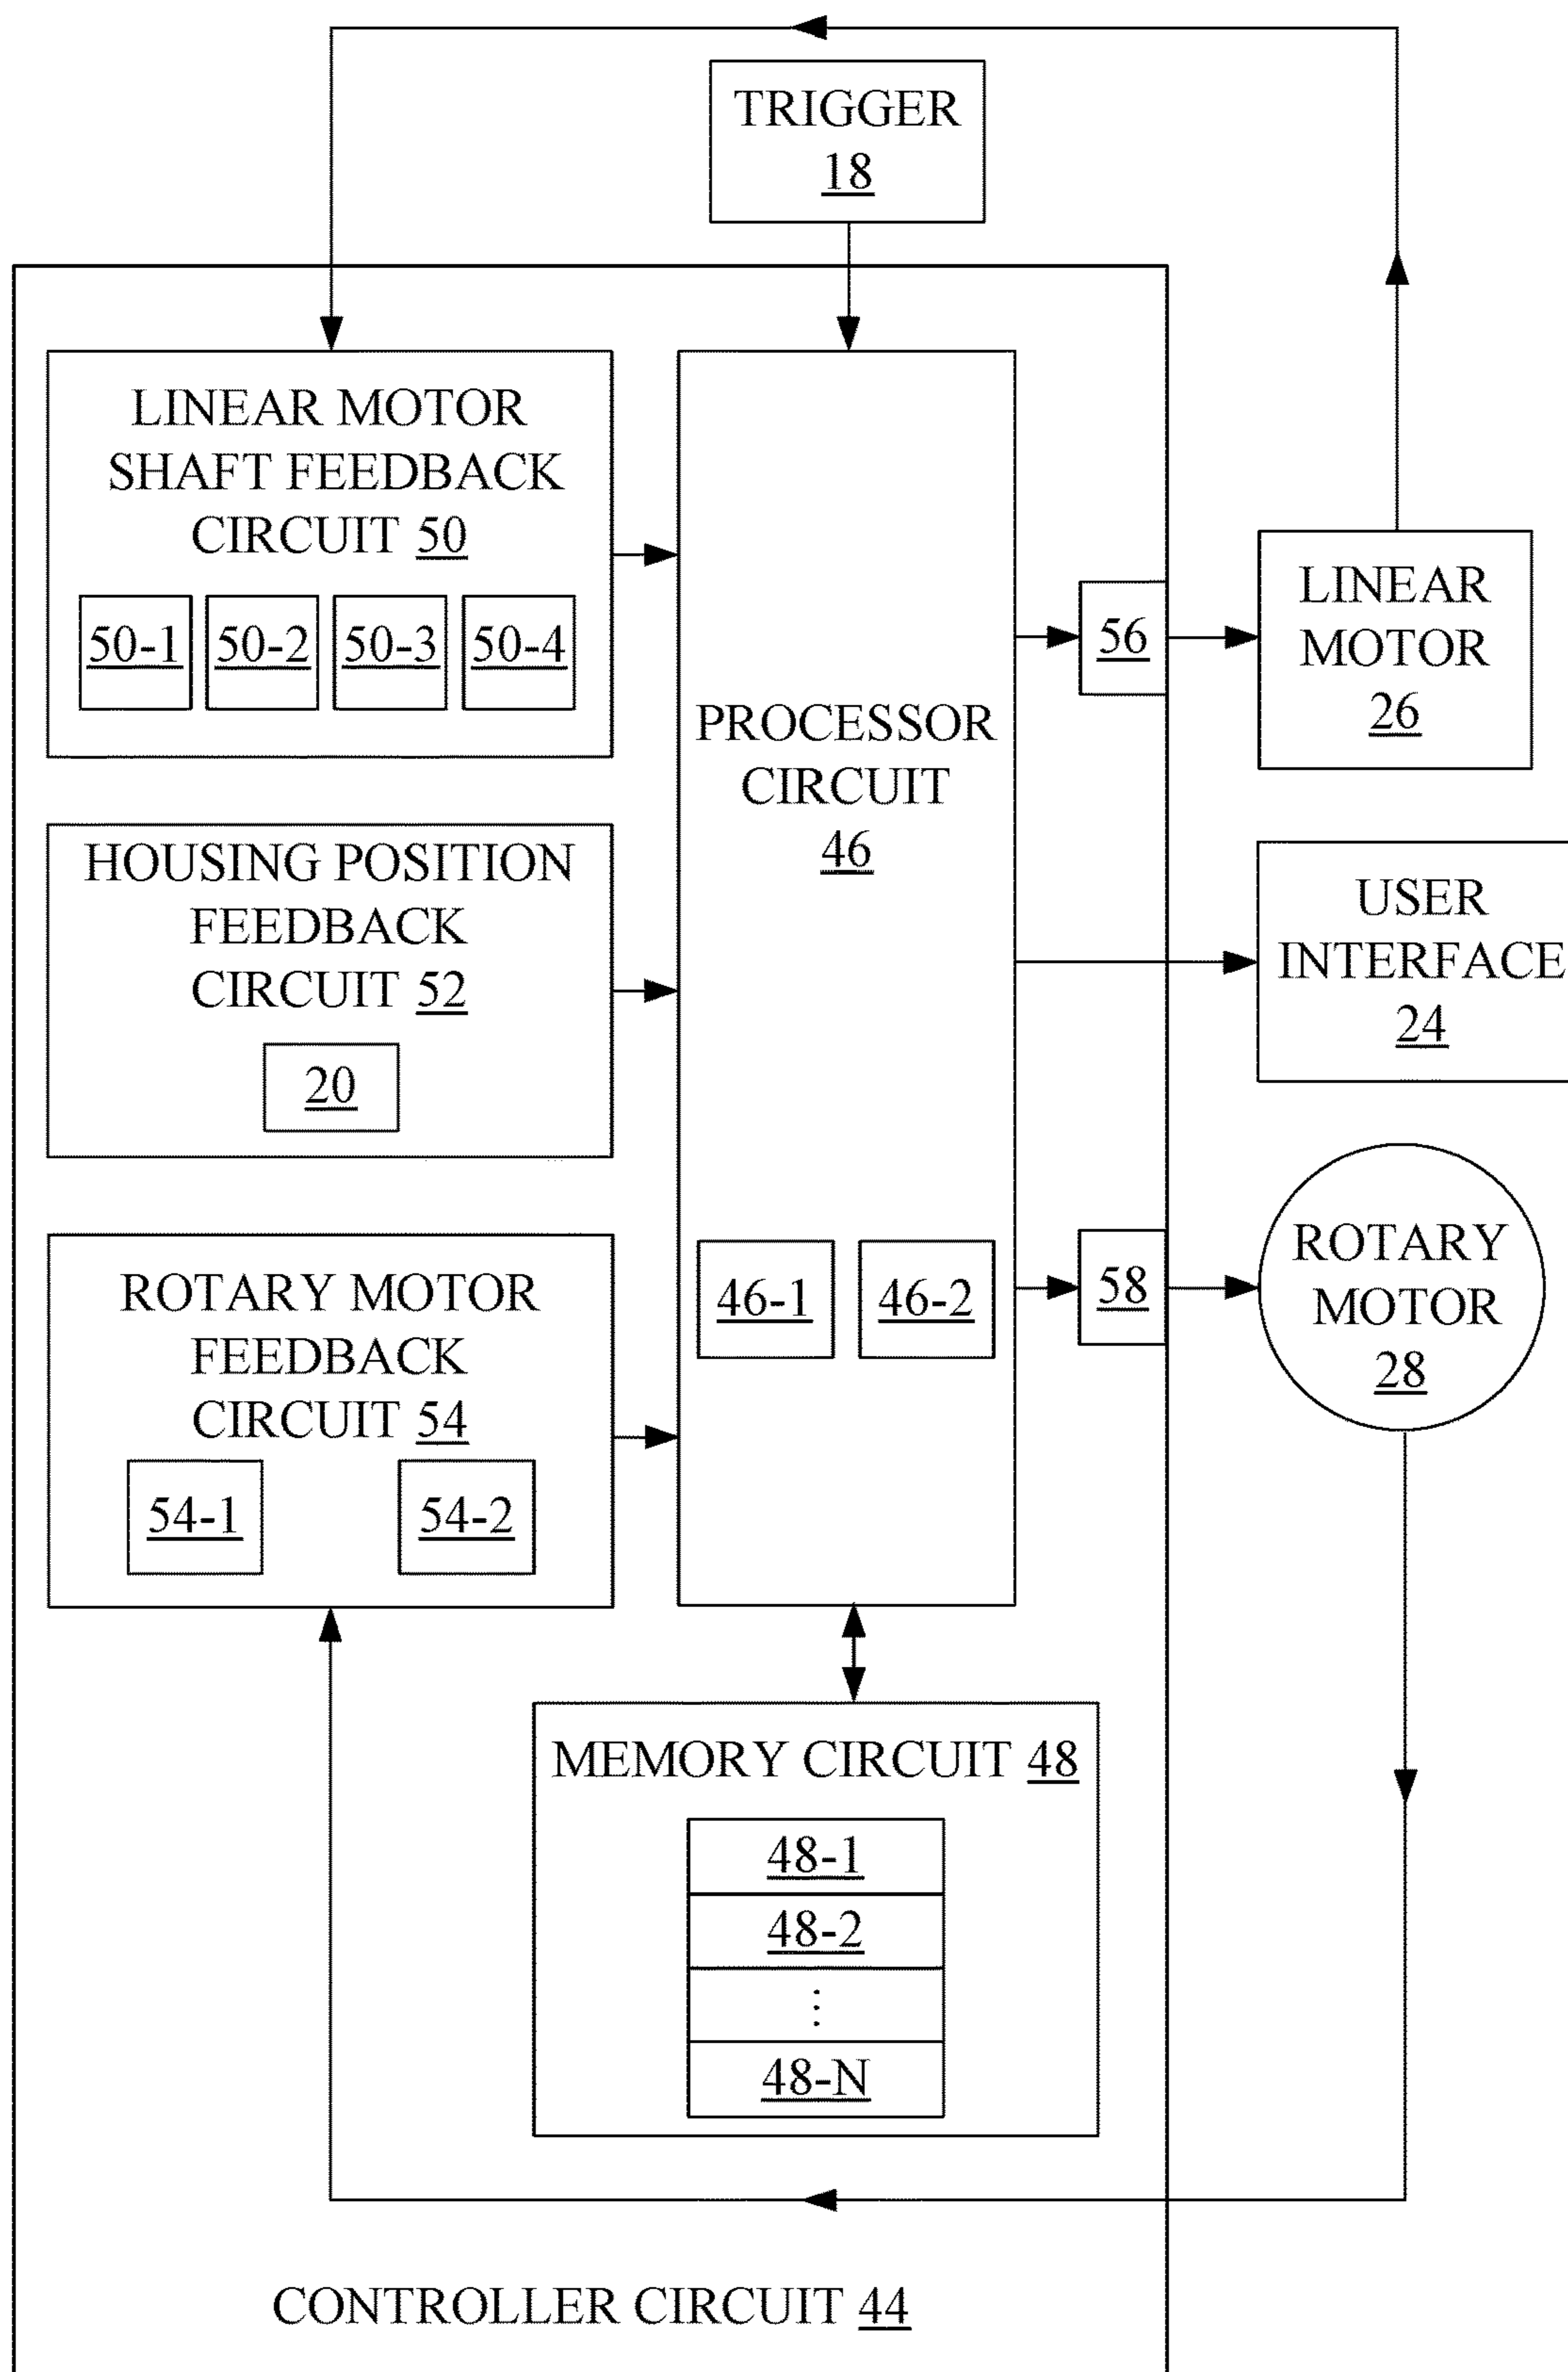 TRIGGER
18
LINEAR MOTOR
SHAFT FEEDBACK
CIRCUIT 50
50-1 50-2 50-3 50-4
HOUSING POSITION
FEEDBACK
CIRCUIT 52
20
ROTARY MOTOR
FEEDBACK
CIRCUIT 54
54-1 54-2
PROCESSOR
CIRCUIT
46
46-1 46-2
56
58
LINEAR
MOTOR
26
USER
INTERFACE
24
ROTARY
MOTOR
28
MEMORY CIRCUIT 48
48-1
48-2
⋮
48-N
CONTROLLER CIRCUIT 44